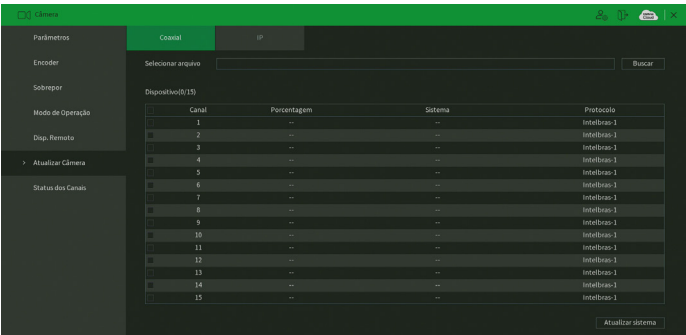 Câmera
Parâmetros
Encoder
Sobrepor
Modo de Operação
Disp. Remoto
> Atualizar Câmera
Status dos Canais
Coaxial IP
Selecionar arquivo Buscar
Dispositivo(0/15)
Canal Porcentagem Sistema Protocolo
1 -- -- Intelbras-1
2 -- -- Intelbras-1
3 -- -- Intelbras-1
4 -- -- Intelbras-1
5 -- -- Intelbras-1
6 -- -- Intelbras-1
7 -- -- Intelbras-1
8 -- -- Intelbras-1
9 -- -- Intelbras-1
10 -- -- Intelbras-1
11 -- -- Intelbras-1
12 -- -- Intelbras-1
13 -- -- Intelbras-1
14 -- -- Intelbras-1
15 -- -- Intelbras-1
Atualizar sistema